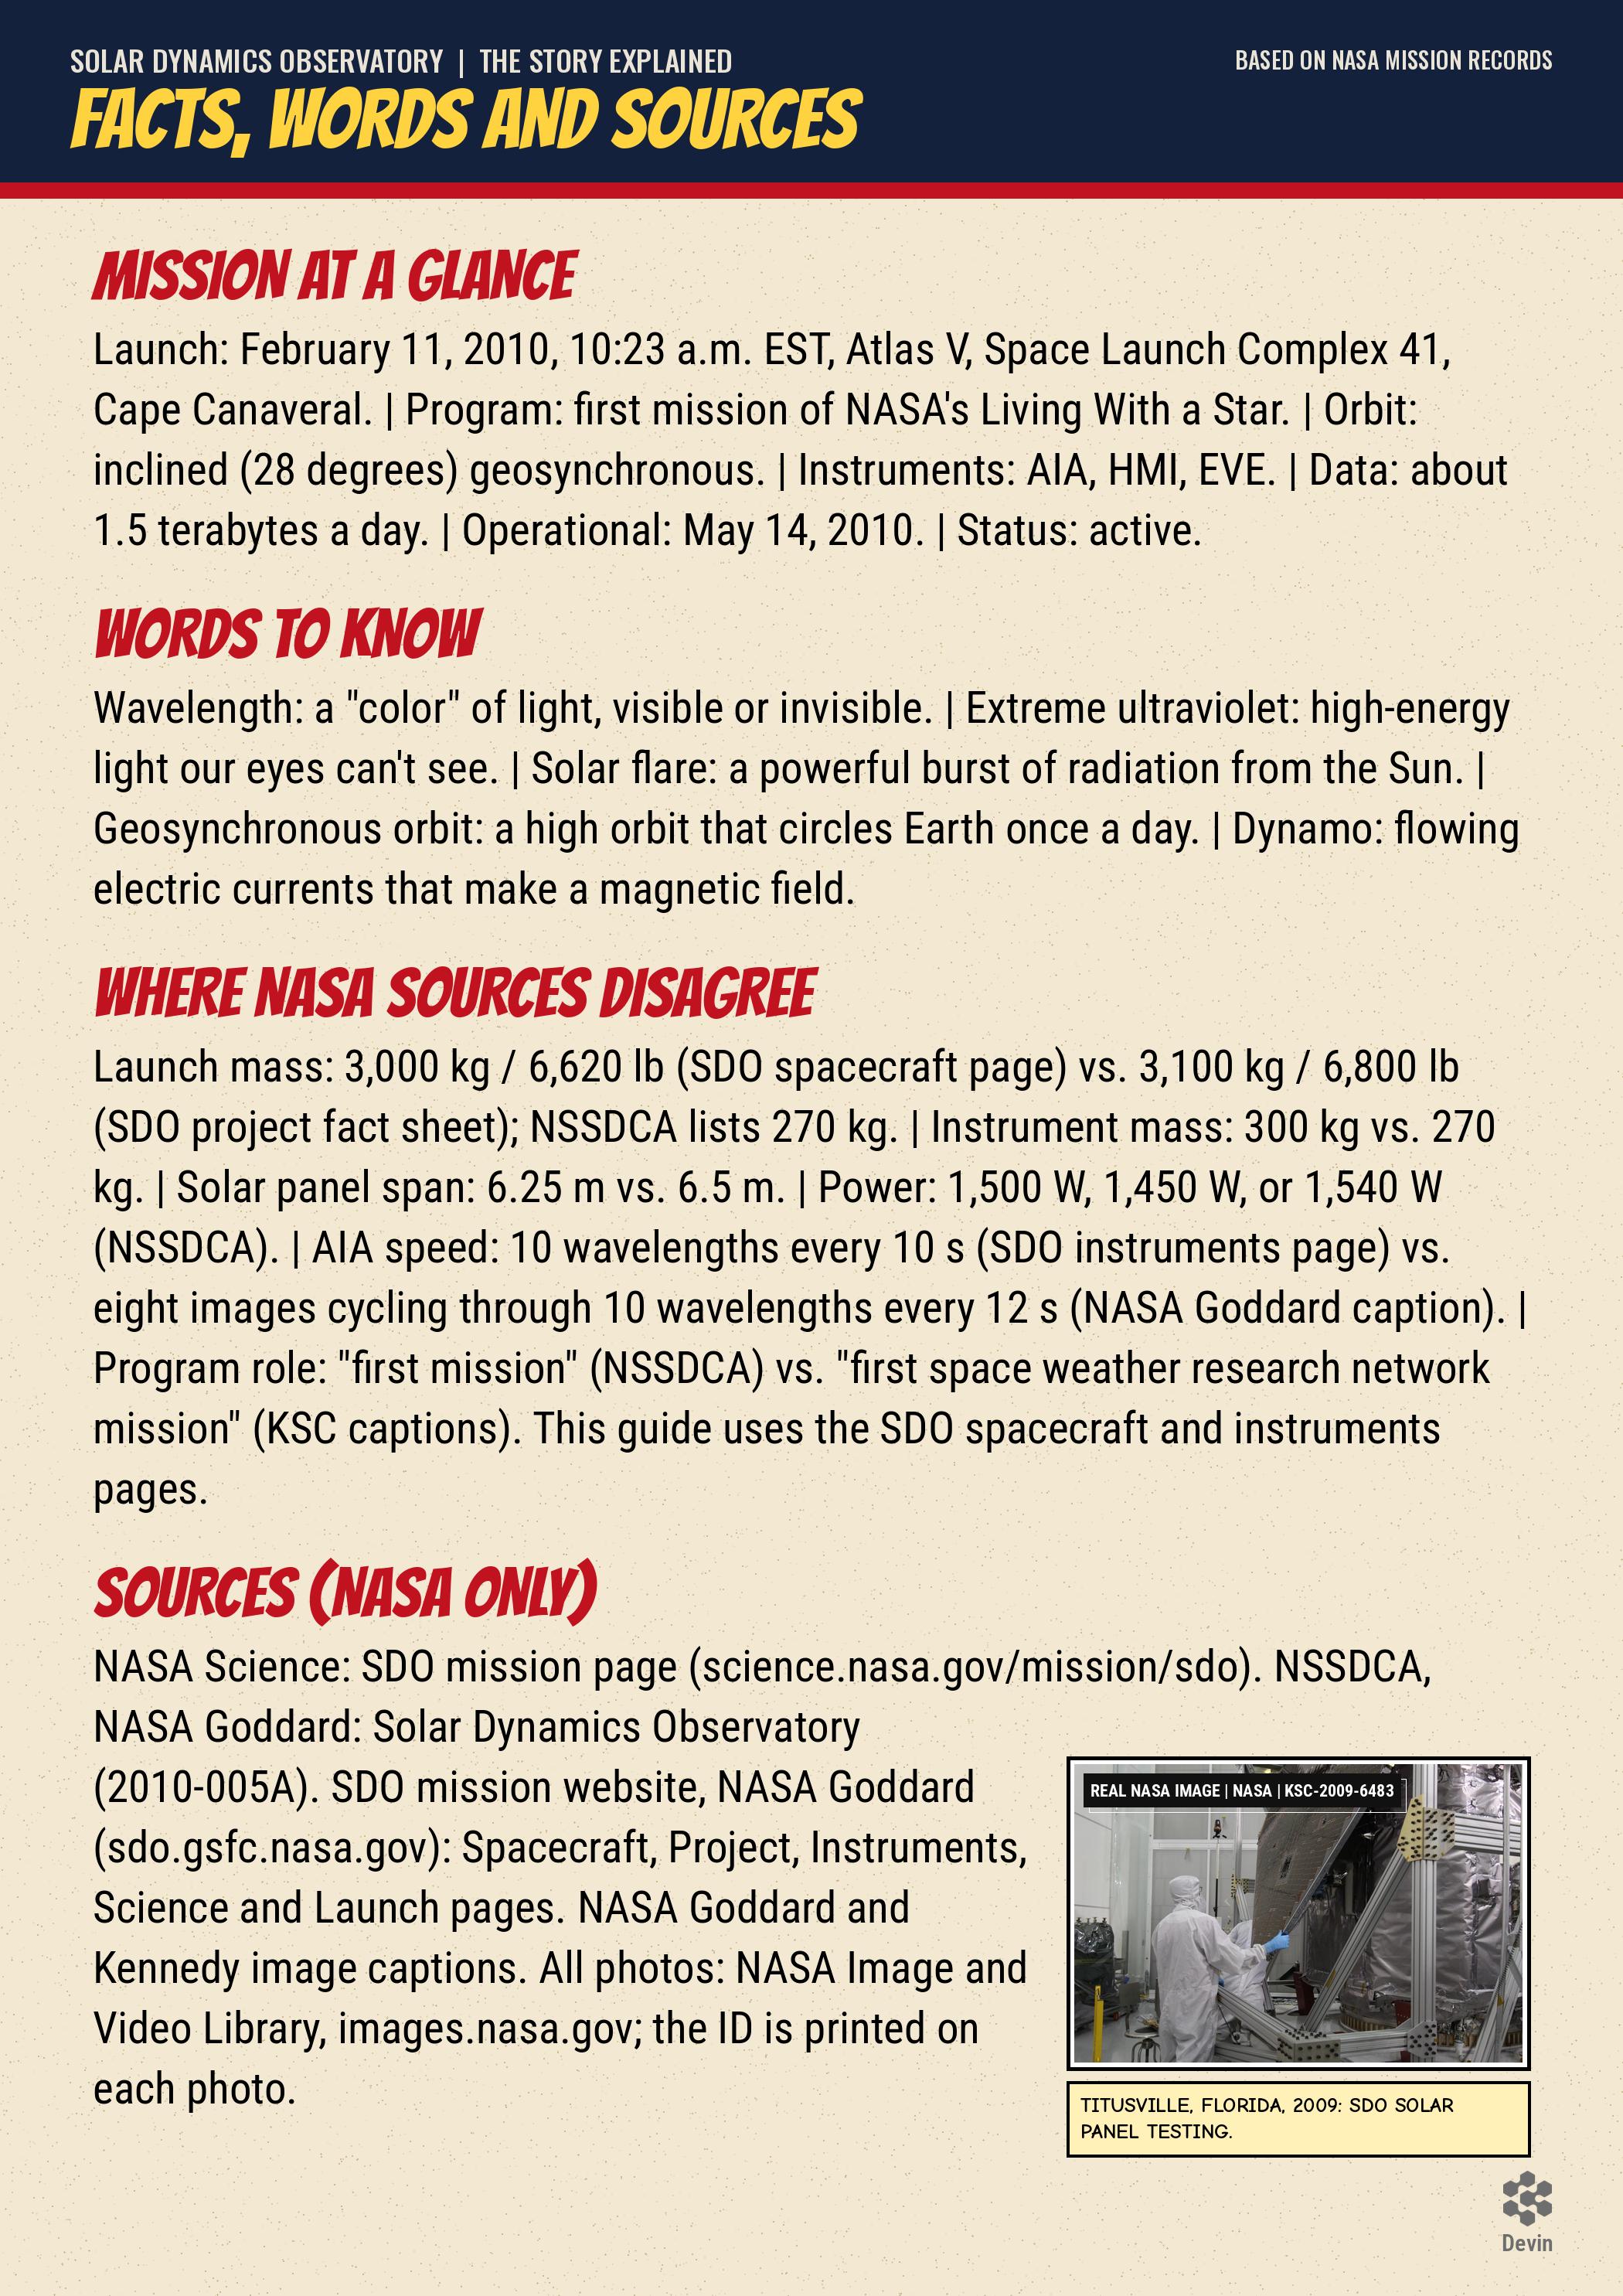 SOLAR DYNAMICS OBSERVATORY | THE STORY EXPLAINED
BASED ON NASA MISSION RECORDS
FACTS, WORDS AND SOURCES
MISSION AT A GLANCE
Launch: February 11, 2010, 10:23 a.m. EST, Atlas V, Space Launch Complex 41,
Cape Canaveral. | Program: first mission of NASA's Living With a Star. | Orbit:
inclined (28 degrees) geosynchronous. | Instruments: AIA, HMI, EVE. | Data: about
1.5 terabytes a day. | Operational: May 14, 2010. | Status: active.
WORDS TO KNOW
Wavelength: a "color" of light, visible or invisible. | Extreme ultraviolet: high-energy
light our eyes can't see. | Solar flare: a powerful burst of radiation from the Sun. |
Geosynchronous orbit: a high orbit that circles Earth once a day. | Dynamo: flowing
electric currents that make a magnetic field.
WHERE NASA SOURCES DISAGREE
Launch mass: 3,000 kg / 6,620 lb (SDO spacecraft page) vs. 3,100 kg / 6,800 lb
(SDO project fact sheet); NSSDCA lists 270 kg. | Instrument mass: 300 kg vs. 270
kg. | Solar panel span: 6.25 m vs. 6.5 m. | Power: 1,500 W, 1,450 W, or 1,540 W
(NSSDCA). | AIA speed: 10 wavelengths every 10 s (SDO instruments page) vs.
eight images cycling through 10 wavelengths every 12 s (NASA Goddard caption). |
Program role: "first mission" (NSSDCA) vs. "first space weather research network
mission" (KSC captions). This guide uses the SDO spacecraft and instruments
pages.
SOURCES (NASA ONLY)
NASA Science: SDO mission page (science.nasa.gov/mission/sdo). NSSDCA,
NASA Goddard: Solar Dynamics Observatory
(2010-005A). SDO mission website, NASA Goddard
(sdo.gsfc.nasa.gov): Spacecraft, Project, Instruments,
Science and Launch pages. NASA Goddard and
Kennedy image captions. All photos: NASA Image and
Video Library, images.nasa.gov; the ID is printed on
each photo.
REAL NASA IMAGE | NASA | KSC-2009-6483
TITUSVILLE, FLORIDA, 2009: SDO SOLAR
PANEL TESTING.
Devin